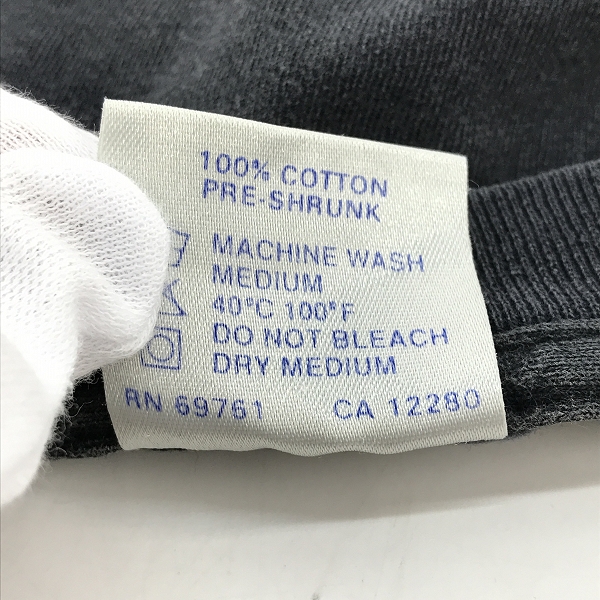 100% COTTON
PRE-SHRUNK
MACHINE WASH
MEDIUM
40°C 100°F
DO NOT BLEACH
DRY MEDIUM
RN 69761 CA 12280